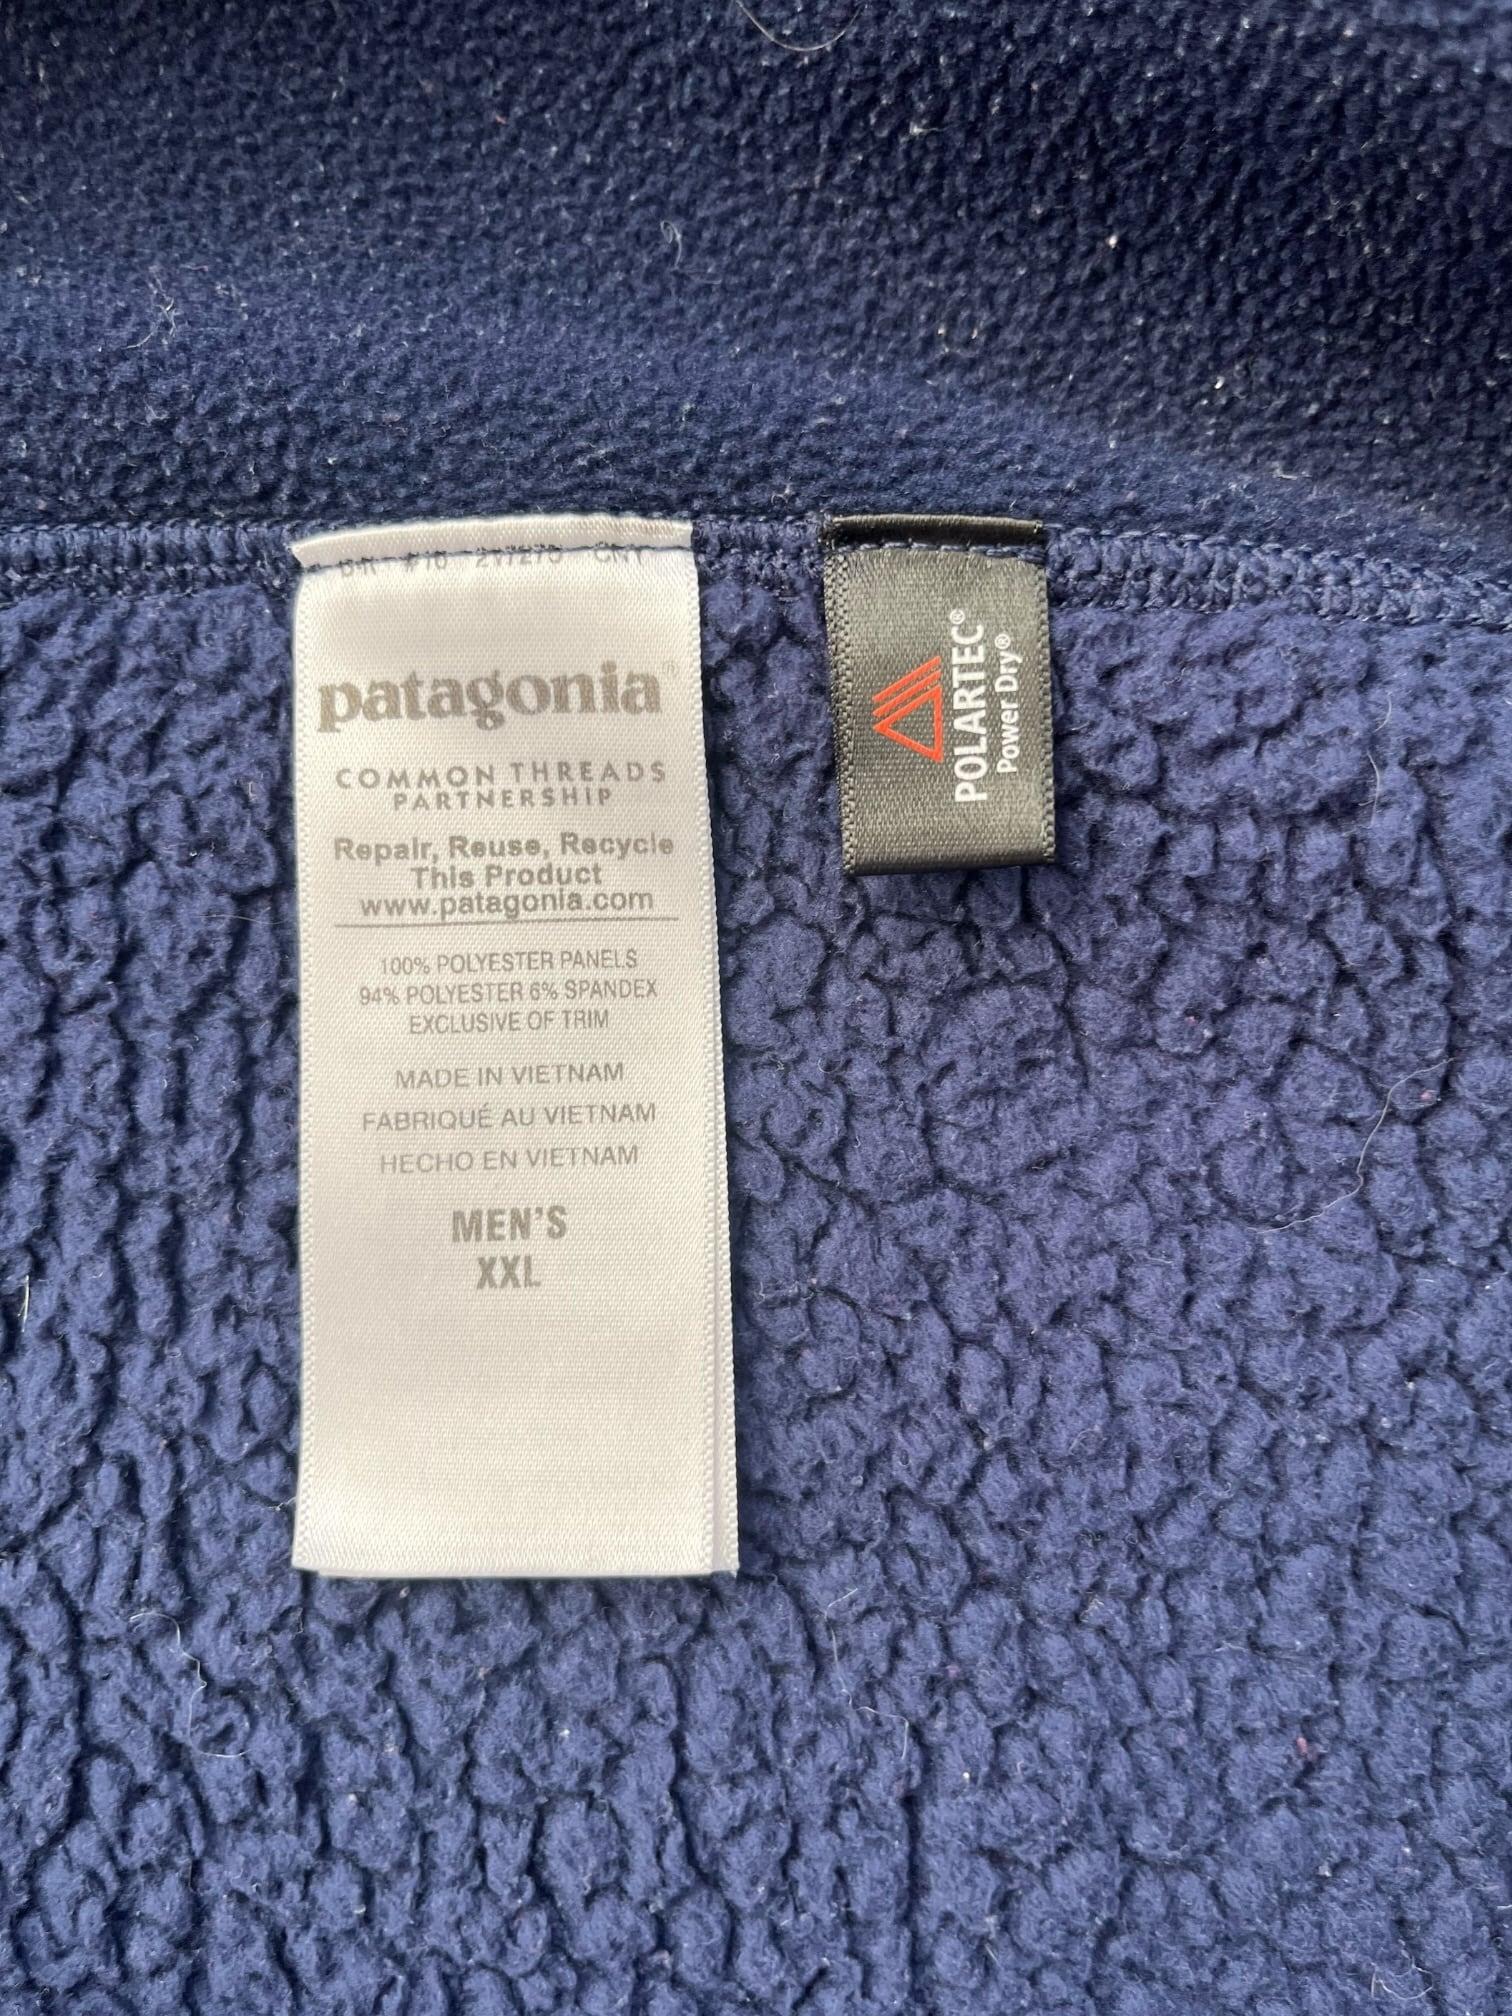 patagonia®
COMMON THREADS
PARTNERSHIP
Repair, Reuse, Recycle
This Product
www.patagonia.com
100% POLYESTER PANELS
94% POLYESTER 6% SPANDEX
EXCLUSIVE OF TRIM
MADE IN VIETNAM
FABRIQUÉ AU VIETNAM
HECHO EN VIETNAM
MEN'S
XXL
POLARTEC®
Power Dry®